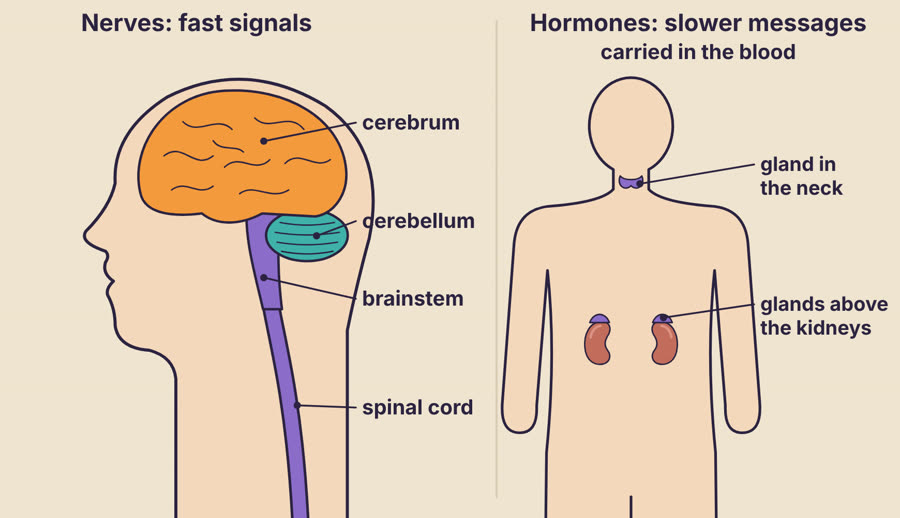 Nerves: fast signals
cerebrum
cerebellum
brainstem
spinal cord
Hormones: slower messages
carried in the blood
gland in
the neck
glands above
the kidneys